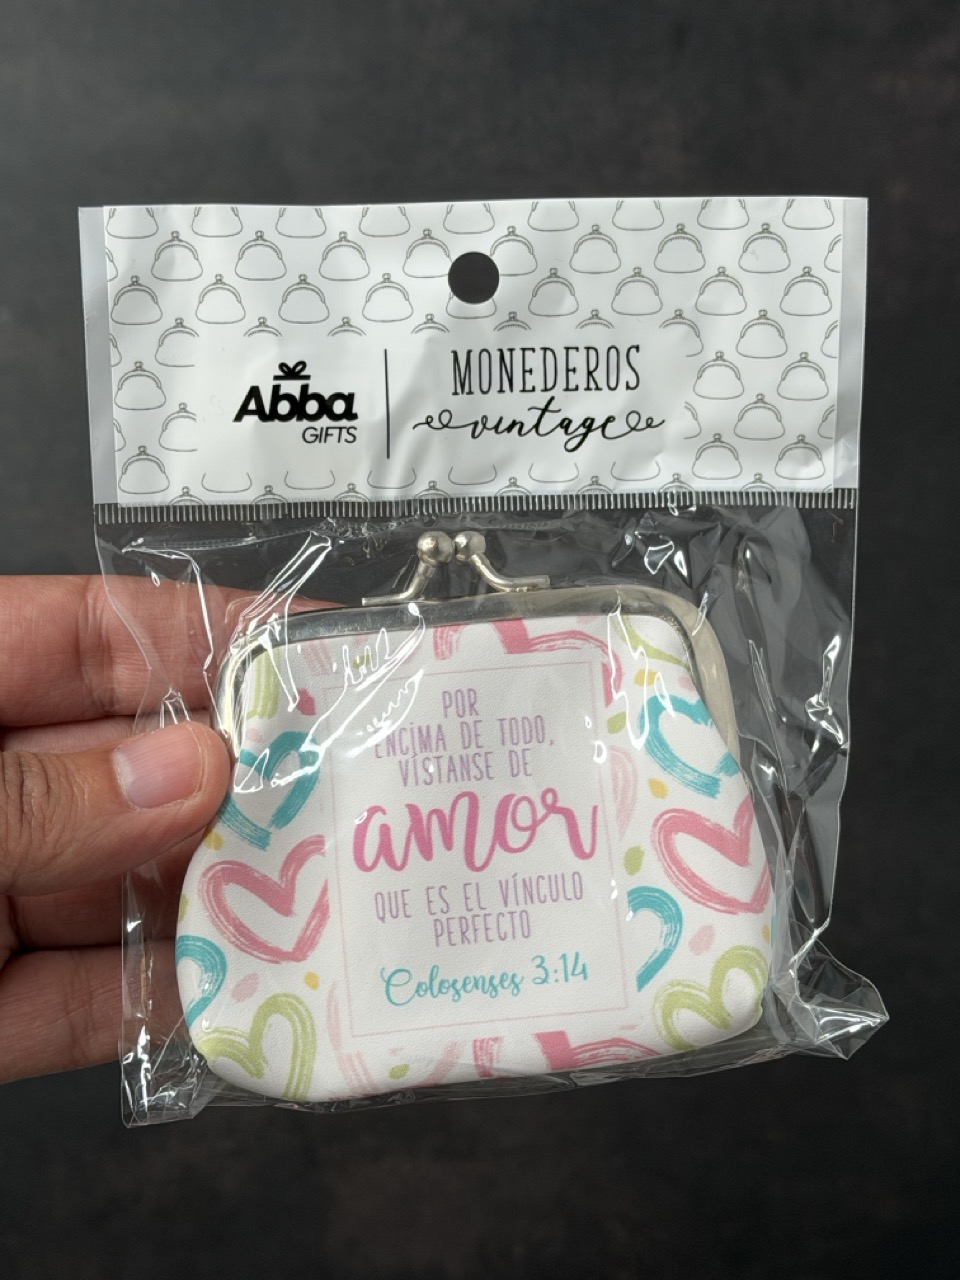 Abba
GIFTS
MONEDEROS
vintage
POR
ENCIMA DE TODO,
VÍSTANSE DE
amor
QUE ES EL VÍNCULO
PERFECTO
Colosenses 3:14